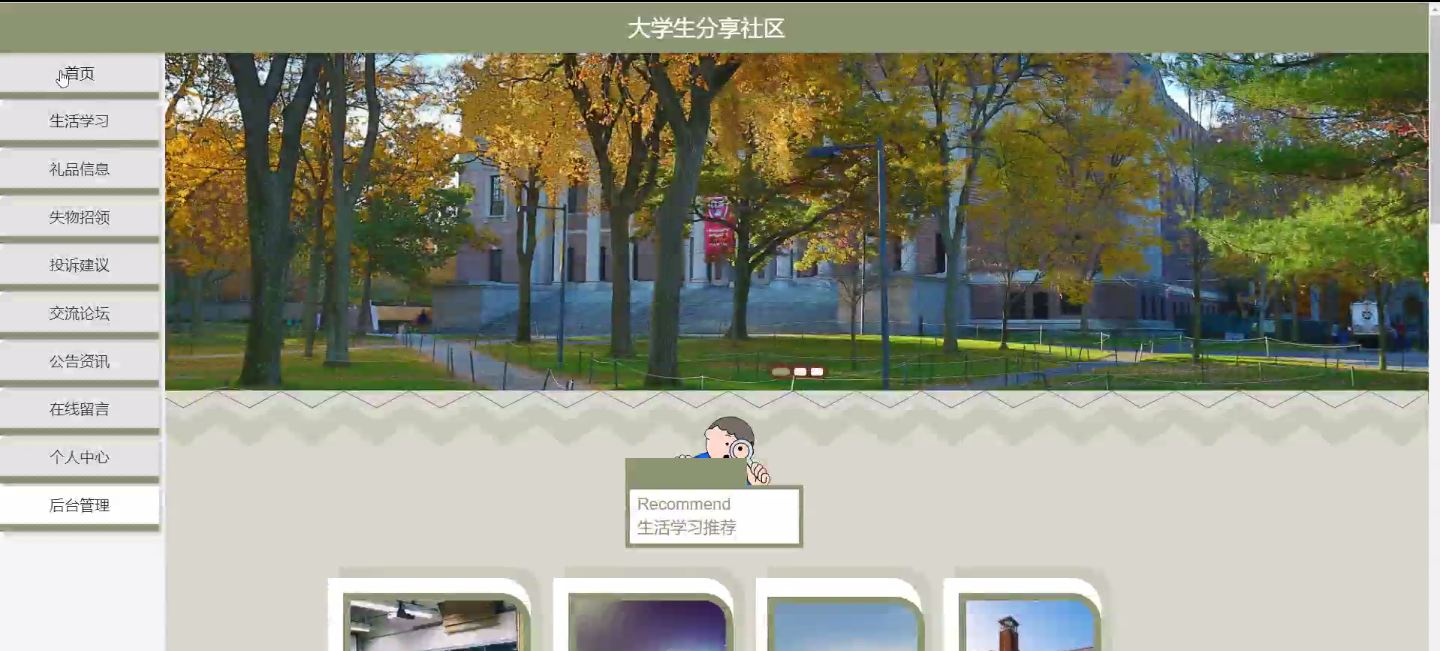 大学生分享社区
首页
生活学习
礼品信息
失物招领
投诉建议
交流论坛
公告资讯
在线留言
个人中心
后台管理
Recommend
生活学习推荐